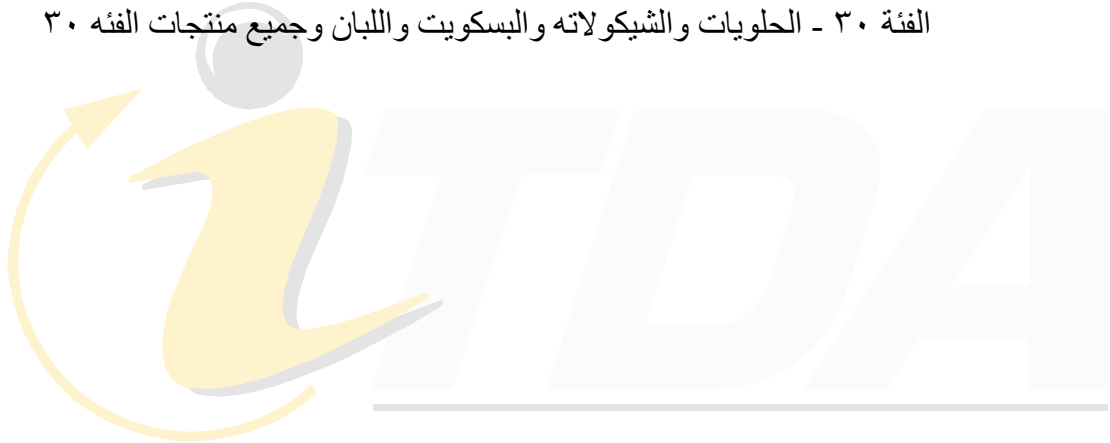 الفئة ٣٠ - الحلويات والشيكولاته والبسكويت واللبان وجميع منتجات الفئه ٣٠
iTDA